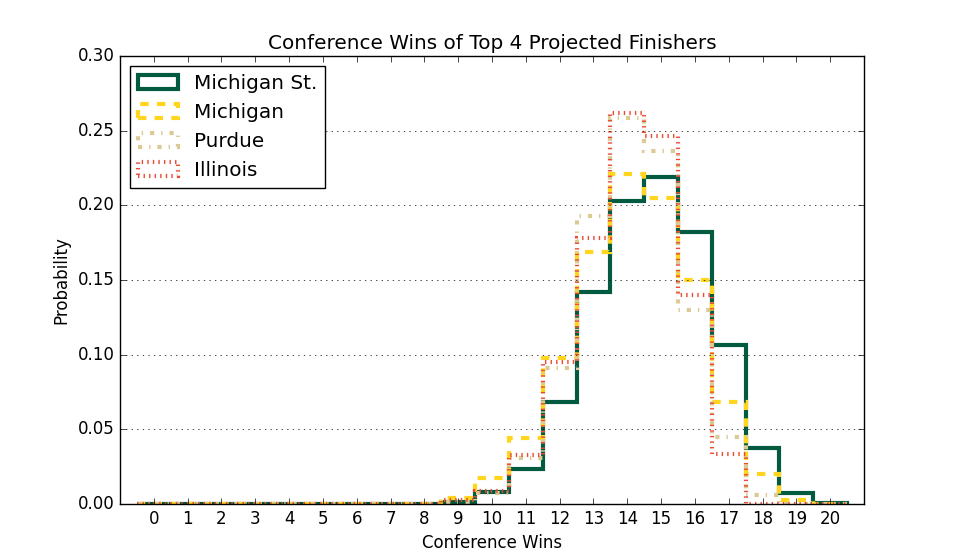 Conference Wins of Top 4 Projected Finishers
Michigan St.
Michigan
Purdue
Illinois
Probability
0.30
0.25
0.20
0.15
0.10
0.05
0.00
0 1 2 3 4 5 6 7 8 9 10 11 12 13 14 15 16 17 18 19 20
Conference Wins